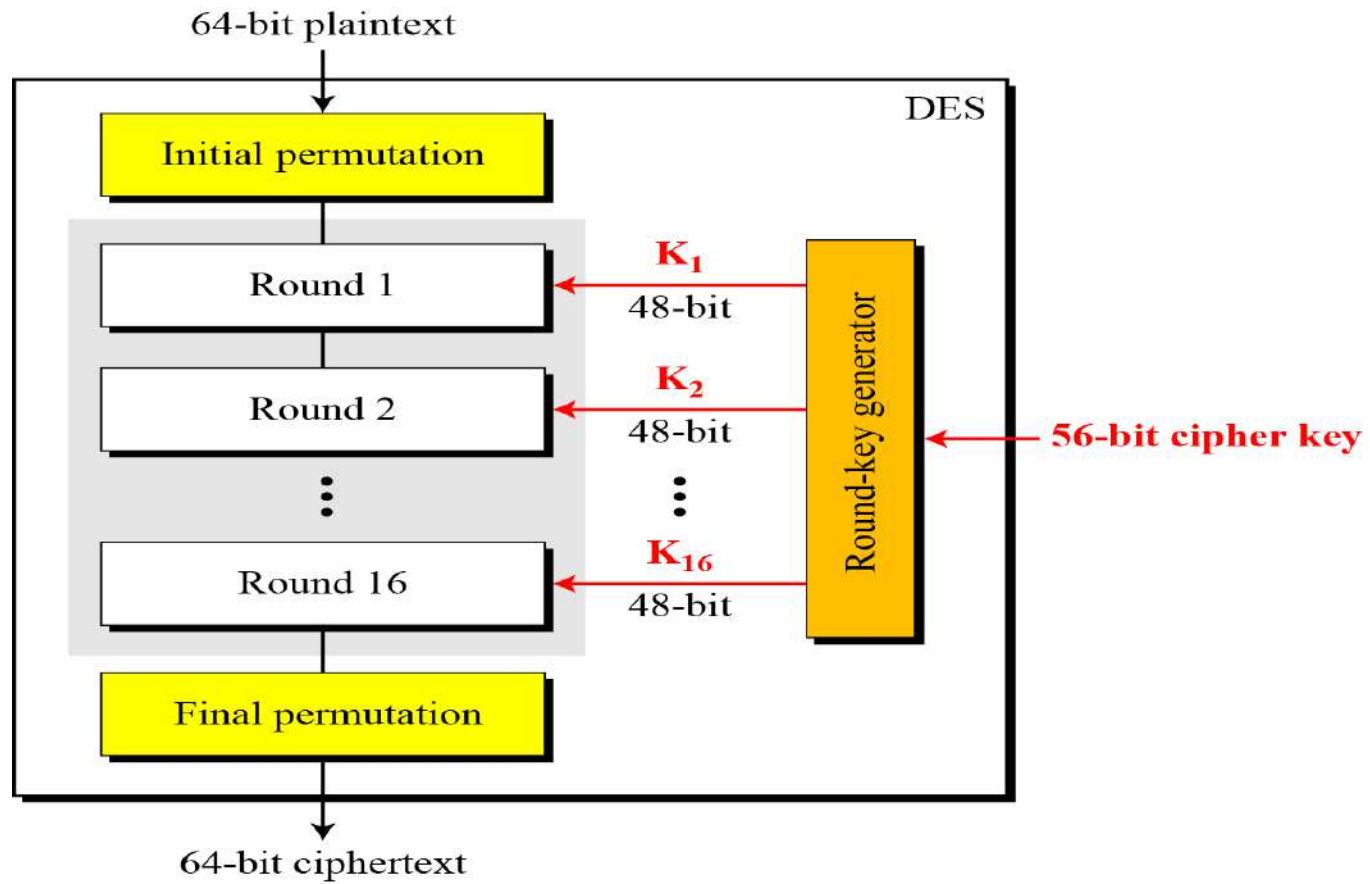 64-bit plaintext
DES
Initial permutation
Round 1
K1
48-bit
Round 2
K2
48-bit
Round-key generator
56-bit cipher key
Round 16
K16
48-bit
Final permutation
64-bit ciphertext